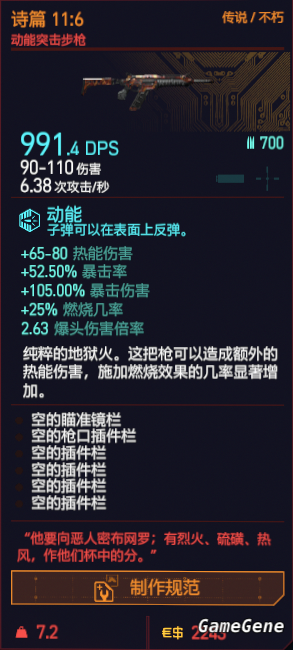 诗篇 11:6
传说 / 不朽
动能突击步枪
991.4 DPS
700
90-110 伤害
6.38 次攻击/秒
动能
子弹可以在表面上反弹。
+65-80 热能伤害
+52.50% 暴击率
+105.00% 暴击伤害
+25% 燃烧几率
2.63 爆头伤害倍率
纯粹的地狱火。这把枪可以造成额外的
热能伤害，施加燃烧效果的几率显著增
加。
空的瞄准镜栏
空的枪口插件栏
空的插件栏
空的插件栏
空的插件栏
空的插件栏
“他要向恶人密布网罗；有烈火、硫磺、热
风，作他们杯中的分。”
制作规范
7.2
€$ 2243
GameGene